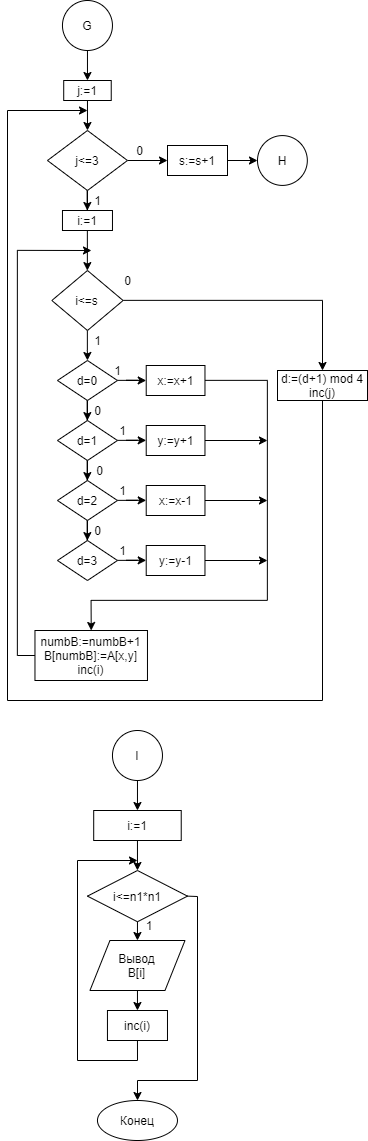 G
j:=1
j<=3
0
s:=s+1
H
1
i:=1
i<=s
0
1
d:=(d+1) mod 4
inc(j)
d=0
1
x:=x+1
0
d=1
1
y:=y+1
0
d=2
1
x:=x-1
0
d=3
1
y:=y-1
numbB:=numbB+1
B[numbB]:=A[x,y]
inc(i)
I
i:=1
i<=n1*n1
1
Вывод
B[i]
inc(i)
Конец